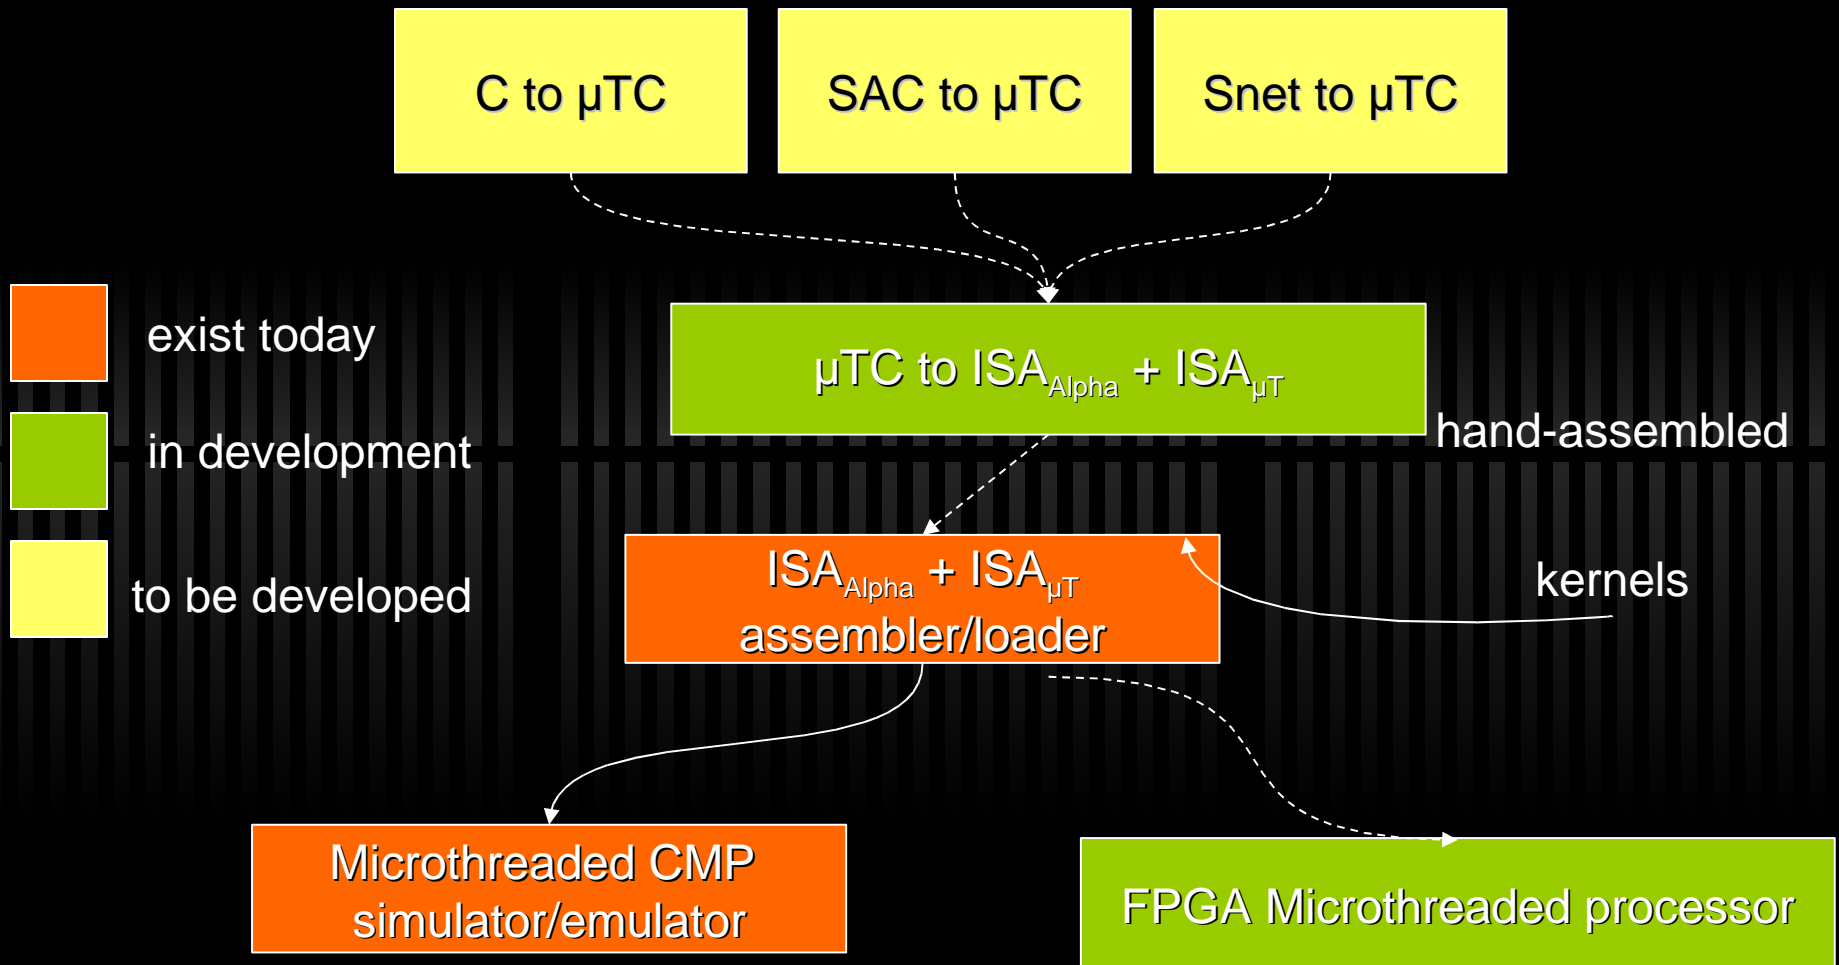 C to µTC
SAC to µTC
Snet to µTC
exist today
in development
to be developed
µTC to ISAAlpha + ISAµT
hand-assembled
kernels
ISAAlpha + ISAµT
assembler/loader
Microthreaded CMP
simulator/emulator
FPGA Microthreaded processor